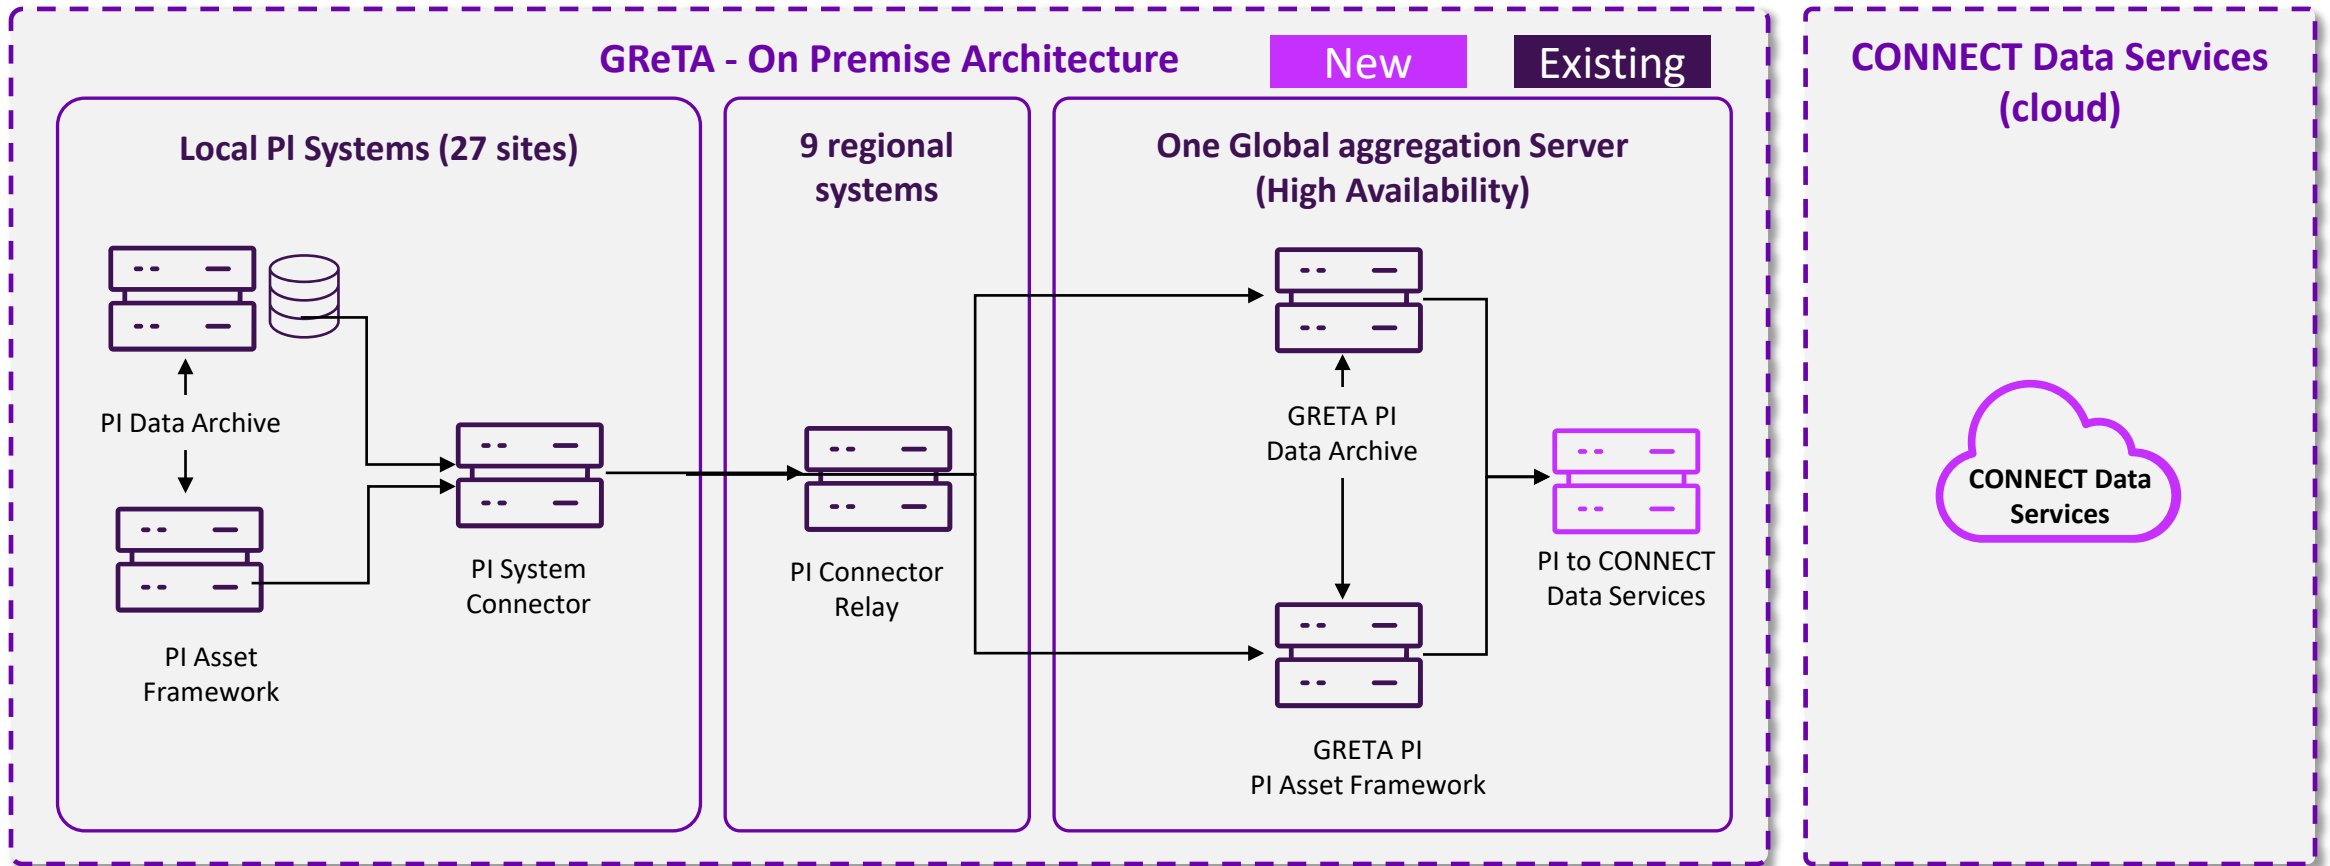 GReTA - On Premise Architecture
New
Existing
CONNECT Data Services
(cloud)
Local PI Systems (27 sites)
9 regional
systems
One Global aggregation Server
(High Availability)
PI Data Archive
PI Asset
Framework
PI System
Connector
PI Connector
Relay
GRETA PI
Data Archive
GRETA PI
PI Asset Framework
PI to CONNECT
Data Services
CONNECT Data
Services